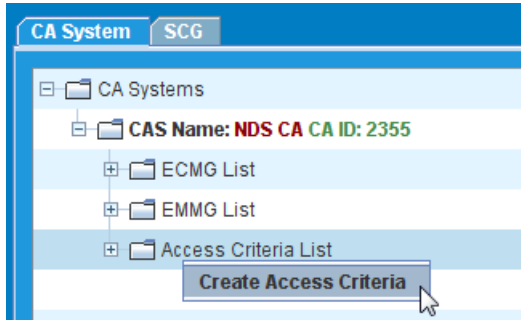 CA System SCG
CA Systems
CAS Name: NDS CA CA ID: 2355
ECMG List
EMMG List
Access Criteria List
Create Access Criteria